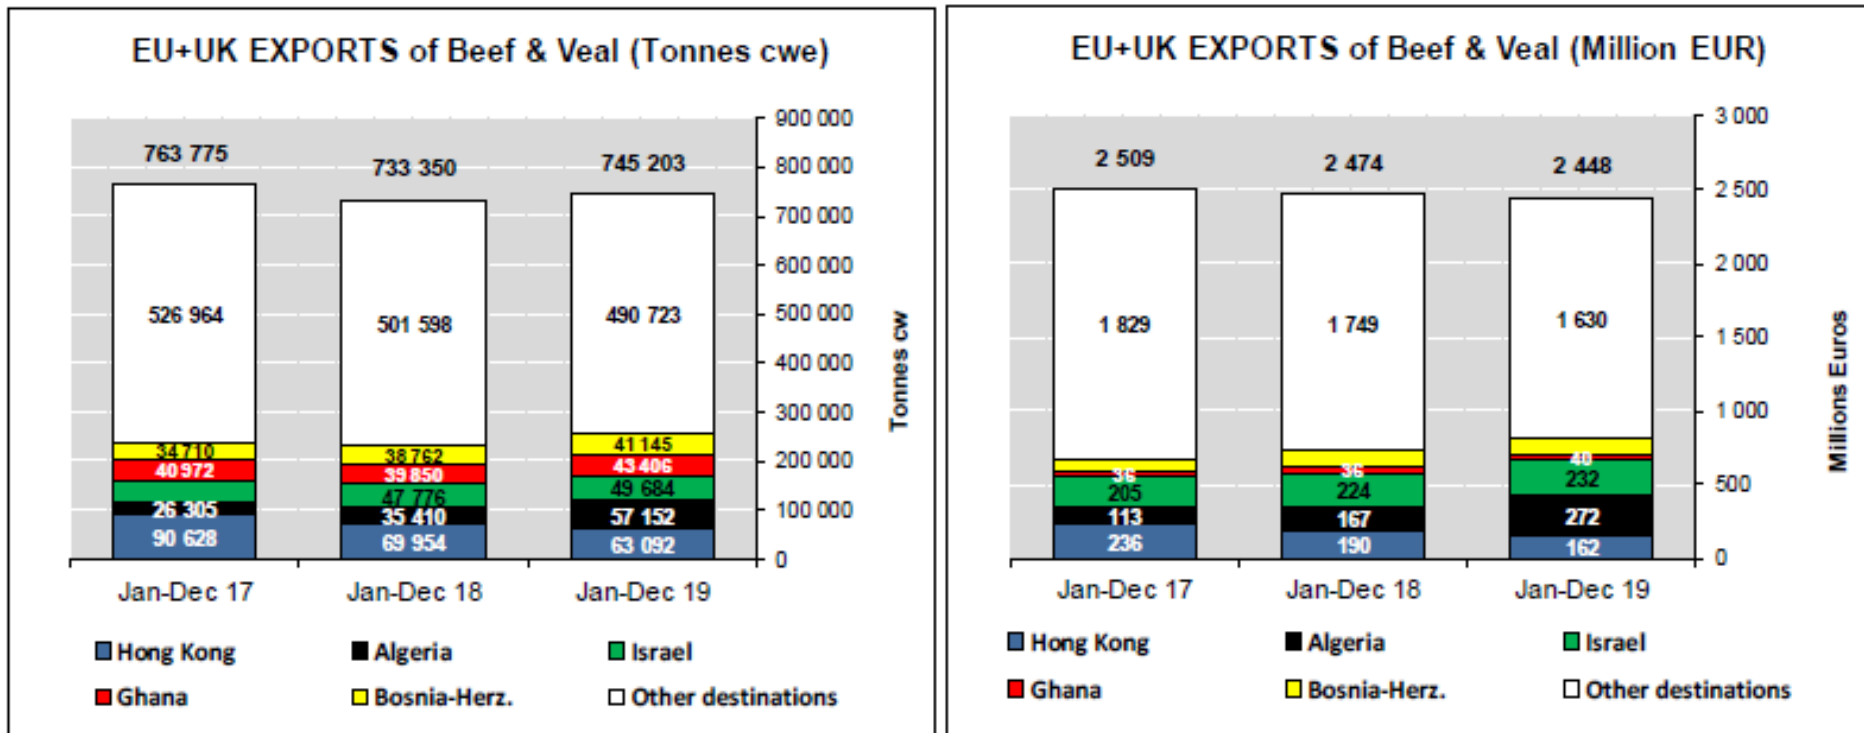 EU+UK EXPORTS of Beef & Veal (Tonnes cwe)
900 000
800 000
700 000
600 000
500 000
400 000
300 000
200 000
100 000
0
Tonnes cw
763 775
733 350
745 203
526 964
501 598
490 723
34 710
38 762
41 145
40 972
39 850
43 406
47 776
49 684
26 305
35 410
57 152
90 628
69 954
63 092
Jan-Dec 17
Jan-Dec 18
Jan-Dec 19
Hong Kong
Algeria
Israel
Ghana
Bosnia-Herz.
Other destinations
EU+UK EXPORTS of Beef & Veal (Million EUR)
3 000
2 500
2 000
1 500
1 000
500
0
Millions Euros
2 509
2 474
2 448
1 829
1 749
1 630
36
36
40
205
224
232
113
167
272
236
190
162
Jan-Dec 17
Jan-Dec 18
Jan-Dec 19
Hong Kong
Algeria
Israel
Ghana
Bosnia-Herz.
Other destinations